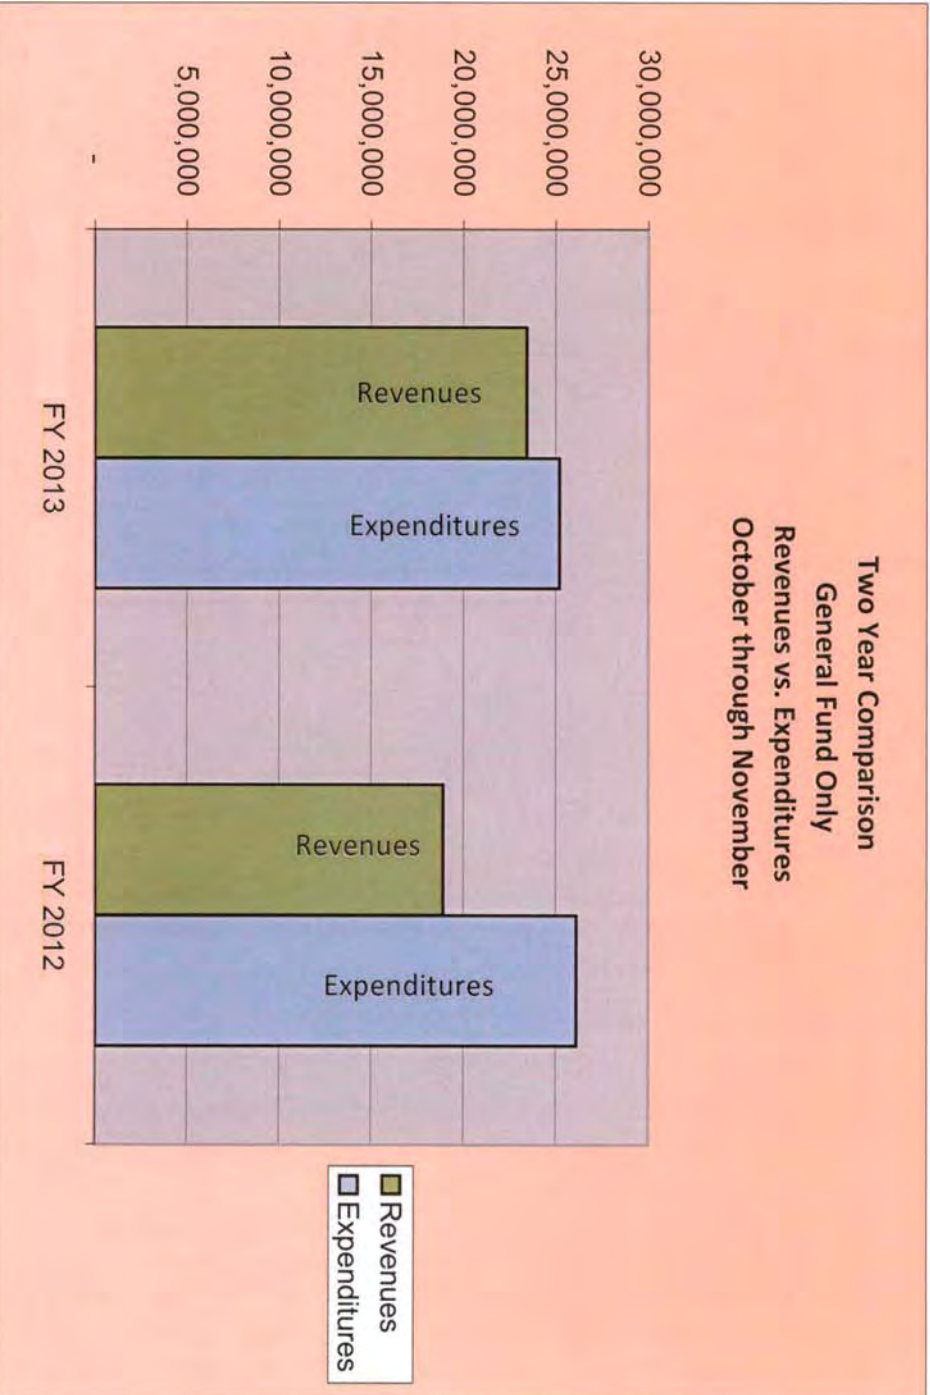 Two Year Comparison
General Fund Only
Revenues vs. Expenditures
October through November
30,000,000
25,000,000
20,000,000
15,000,000
10,000,000
5,000,000
-
Revenues
Expenditures
Revenues
Expenditures
FY 2013
FY 2012
Revenues
Expenditures